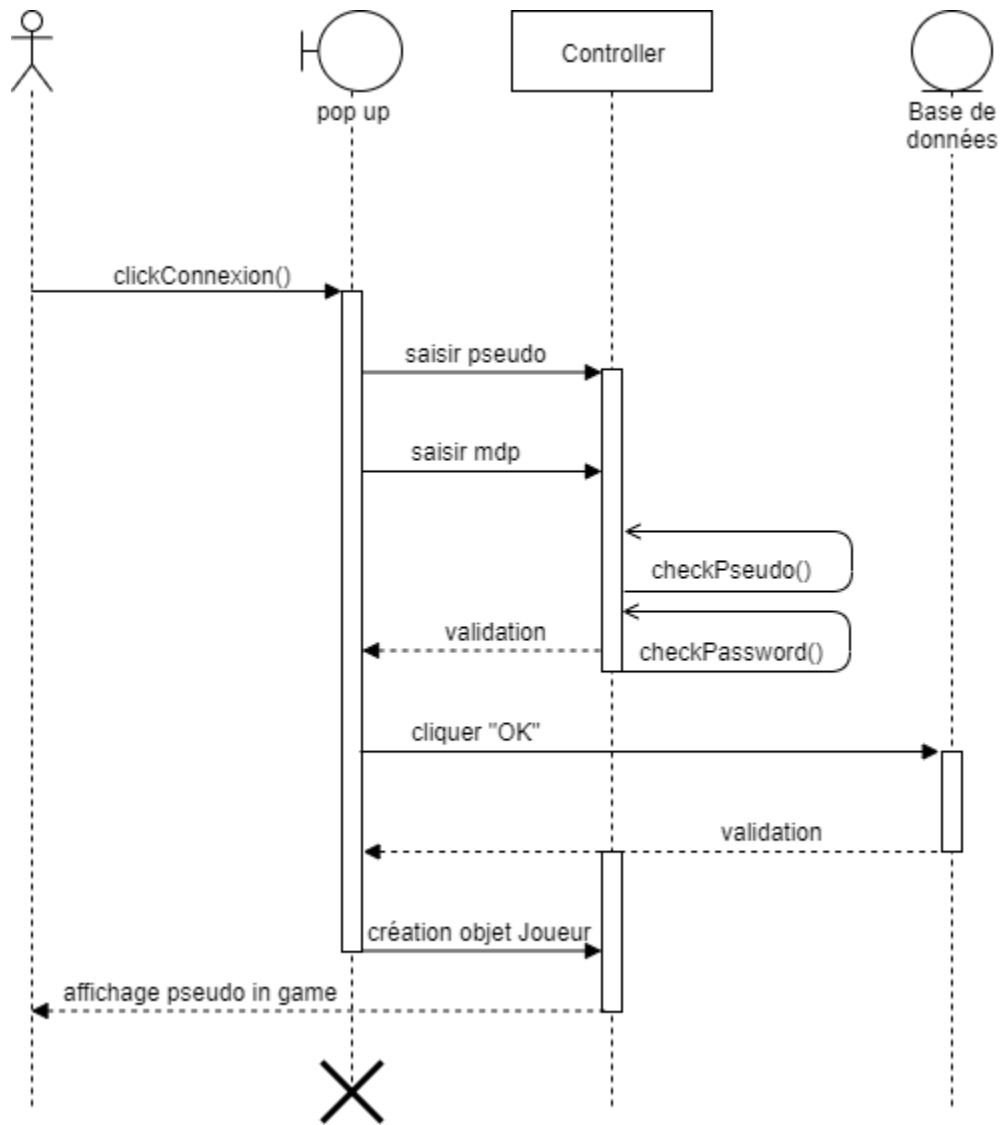 Controller
pop up
Base de
données
clickConnexion()
saisir pseudo
saisir mdp
checkPseudo()
validation
checkPassword()
cliquer "OK"
validation
création objet Joueur
affichage pseudo in game